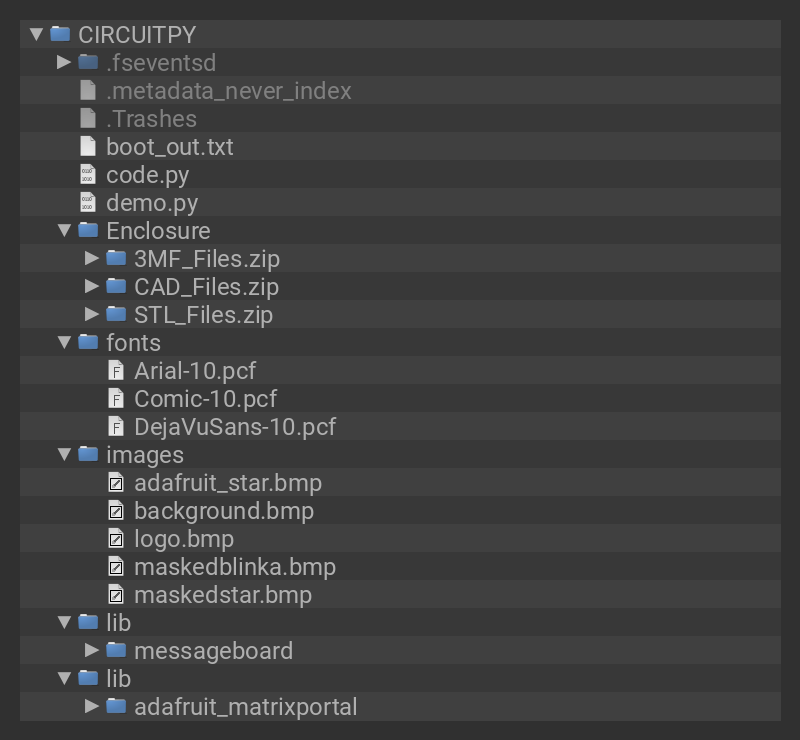 CIRCUITPY
.fseventsd
.metadata_never_index
.Trashes
boot_out.txt
code.py
demo.py
Enclosure
3MF_Files.zip
CAD_Files.zip
STL_Files.zip
fonts
Arial-10.pcf
Comic-10.pcf
DejaVuSans-10.pcf
images
adafruit_star.bmp
background.bmp
logo.bmp
maskedblinka.bmp
maskedstar.bmp
lib
messageboard
lib
adafruit_matrixportal